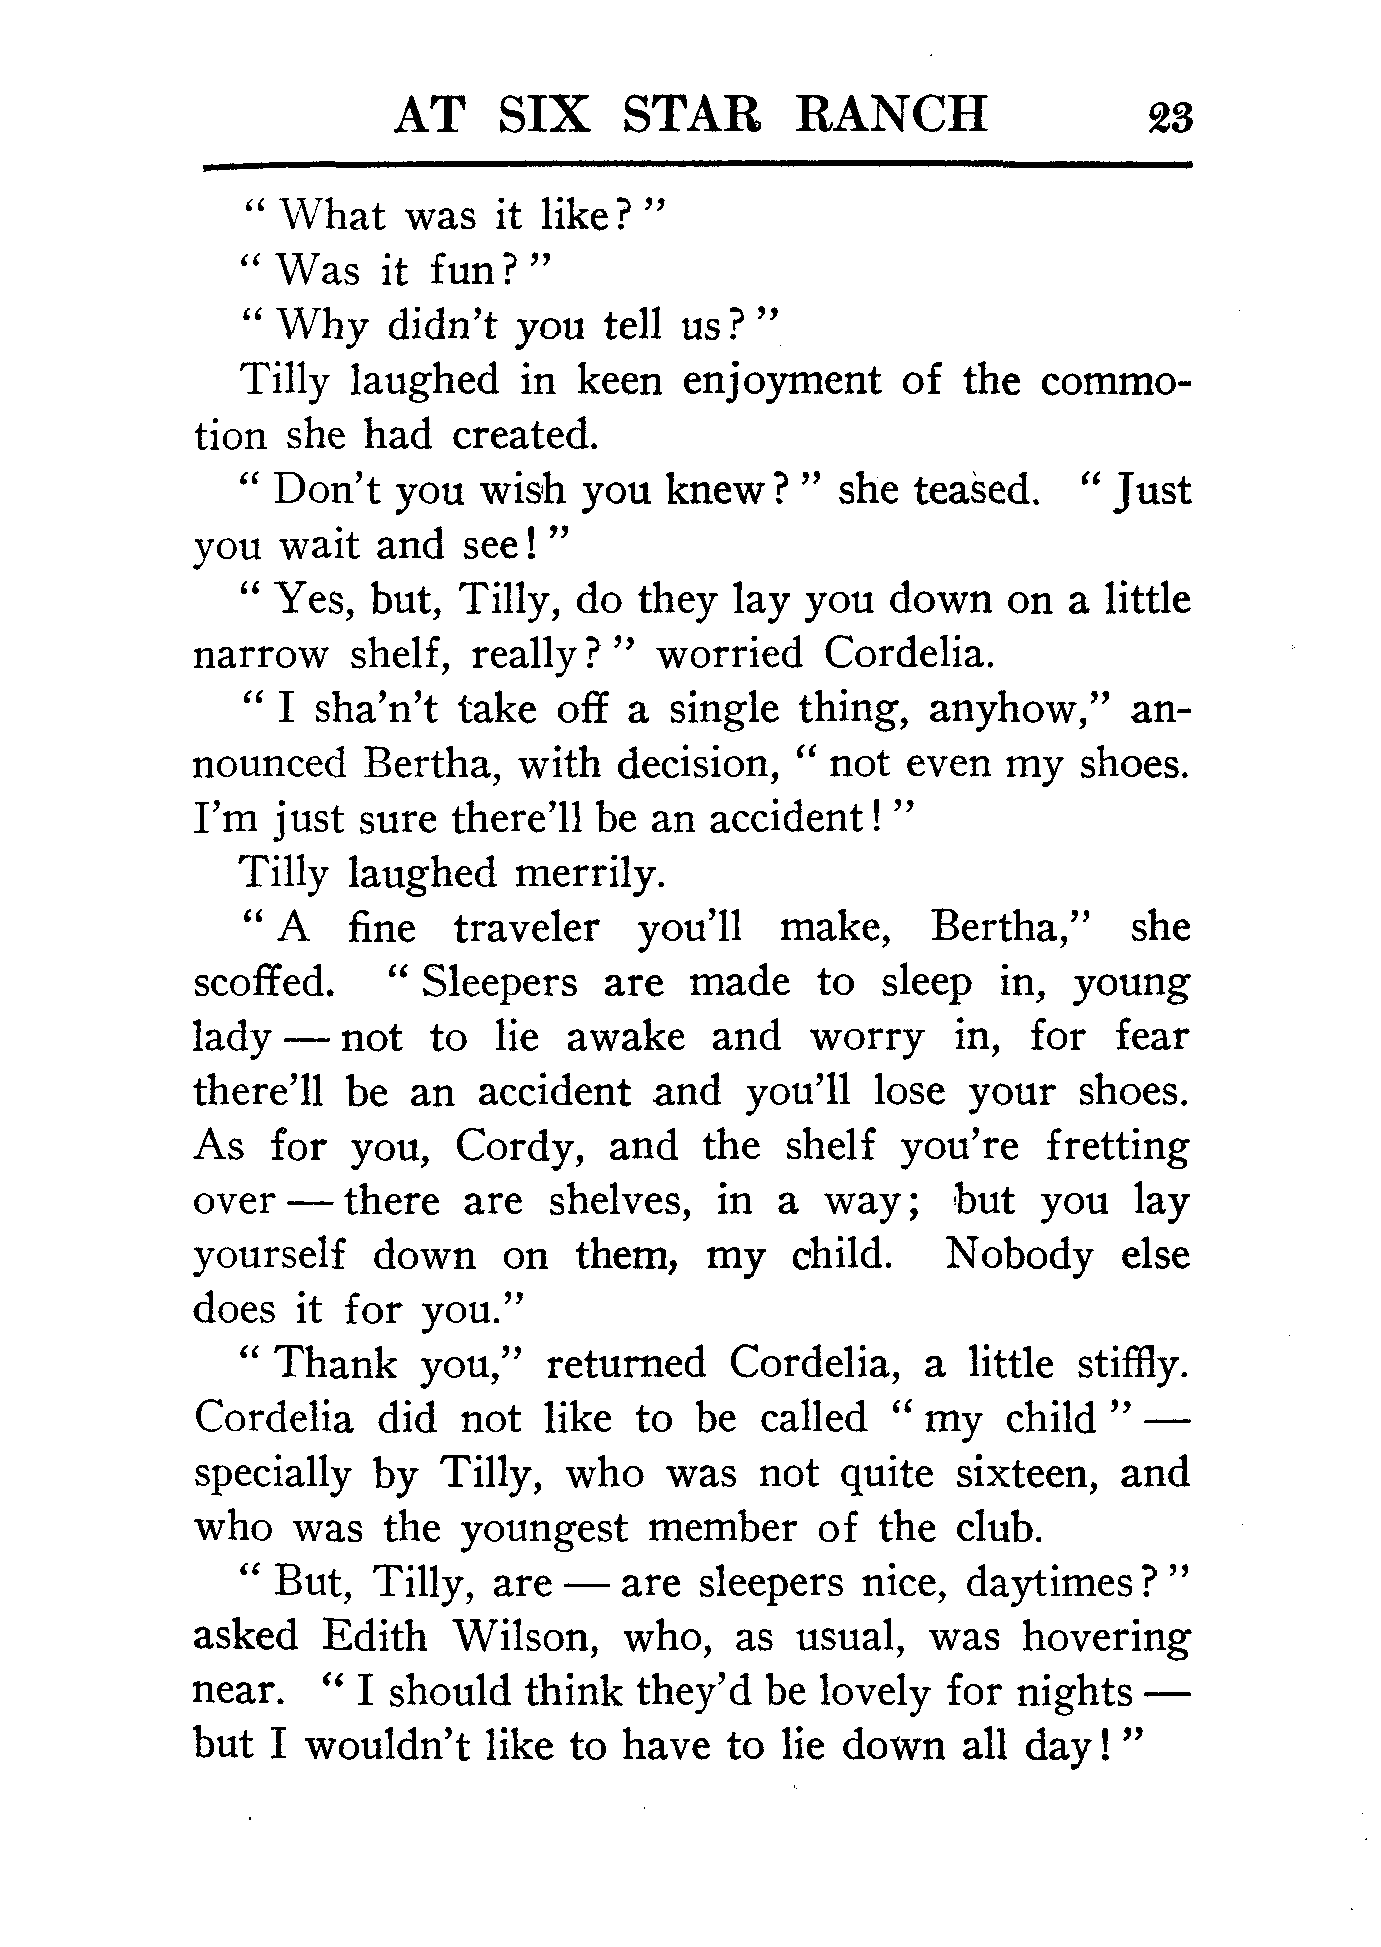 AT SIX STAR RANCH 23
“ What was it like? ”
“ Was it fun? ”
“ Why didn’t you tell us? ”
Tilly laughed in keen enjoyment of the commo-
tion she had created.
“ Don’t you wish you knew? ” she teased. “ Just
you wait and see! ”
“ Yes, but, Tilly, do they lay you down on a little
narrow shelf, really? ” worried Cordelia.
“ I sha’n’t take off a single thing, anyhow,” an-
nounced Bertha, with decision, “ not even my shoes.
I’m just sure there’ll be an accident! ”
Tilly laughed merrily.
“ A fine traveler you’ll make, Bertha,” she
scoffed. “ Sleepers are made to sleep in, young
lady — not to lie awake and worry in, for fear
there’ll be an accident and you’ll lose your shoes.
As for you, Cordy, and the shelf you’re fretting
over — there are shelves, in a way; but you lay
yourself down on them, my child. Nobody else
does it for you.”
“ Thank you,” returned Cordelia, a little stiffly.
Cordelia did not like to be called “ my child ” —
specially by Tilly, who was not quite sixteen, and
who was the youngest member of the club.
“ But, Tilly, are — are sleepers nice, daytimes? ”
asked Edith Wilson, who, as usual, was hovering
near. “ I should think they’d be lovely for nights —
but I wouldn’t like to have to lie down all day! ”